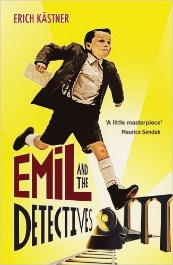 ERICH KÄSTNER
'A little masterpiece'
Maurice Sendak
EMIL
AND
THE
DETECTIVES